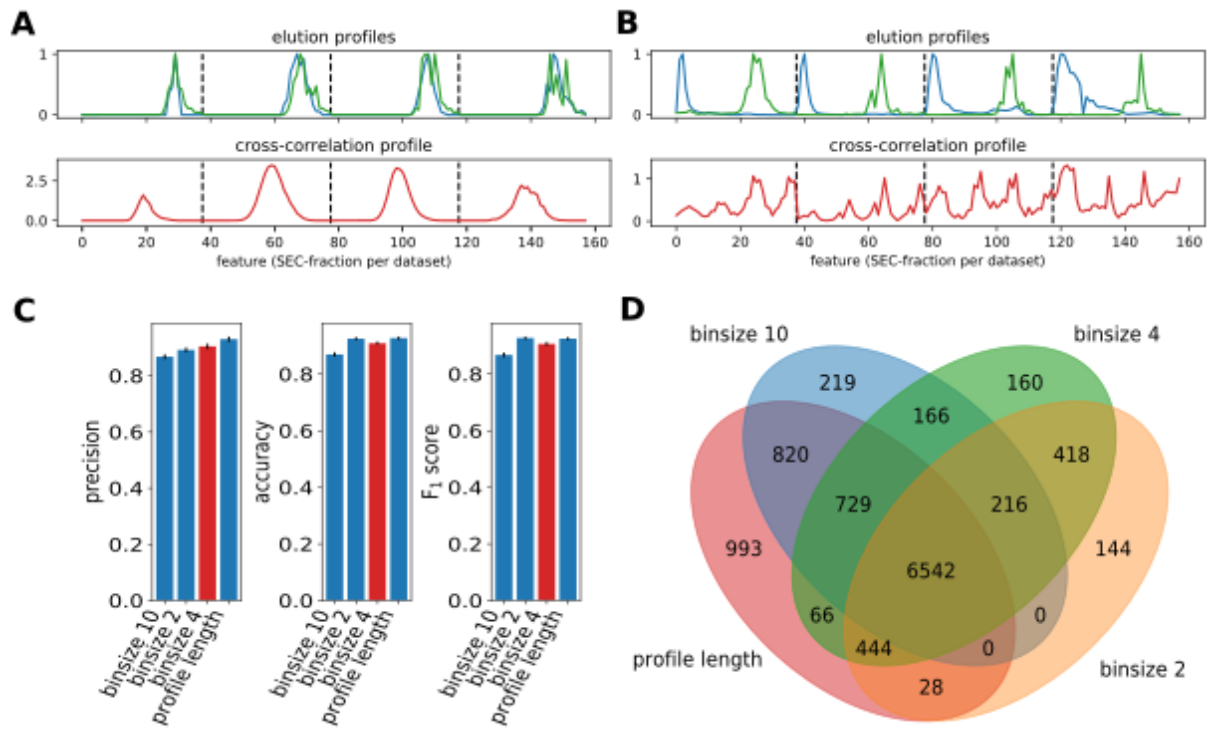 A
elution profiles
1
0
cross-correlation profile
2.5
0.0
0 20 40 60 80 100 120 140 160
feature (SEC-fraction per dataset)
B
elution profiles
1
0
cross-correlation profile
1
0
0 20 40 60 80 100 120 140 160
feature (SEC-fraction per dataset)
C
precision
0.8
0.6
0.4
0.2
0.0
binsize 10
binsize 2
binsize 4
profile length
accuracy
0.8
0.6
0.4
0.2
0.0
binsize 10
binsize 2
binsize 4
profile length
F₁ score
0.8
0.6
0.4
0.2
0.0
binsize 10
binsize 2
binsize 4
profile length
D
binsize 10
binsize 4
219
160
166
820
418
729
216
993
144
6542
66
0
444
0
profile length
binsize 2
28